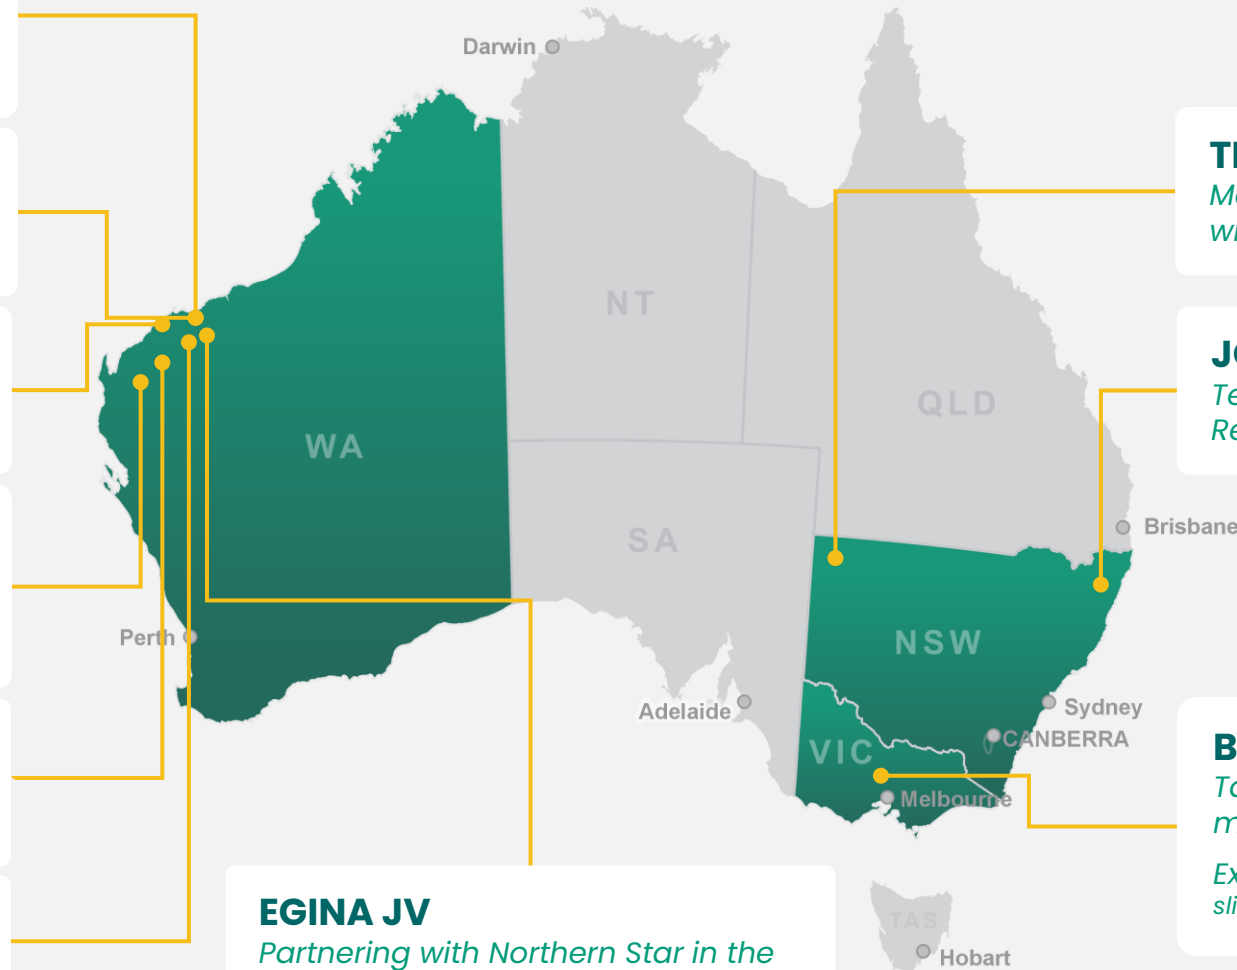 Darwin
NT
QLD
WA
SA
Brisbane
NSW
Perth
Adelaide
Sydney
CANBERRA
VIC
Melbourne
EGINA JV
Partnering with Northern Star in the
TAS
Hobart